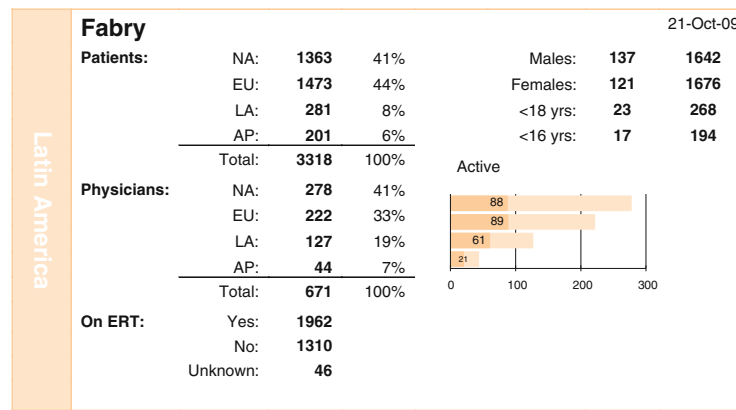 Fabry 21-Oct-09
Patients: NA: 1363 41% Males: 137 1642
EU: 1473 44% Females: 121 1676
LA: 281 8% <18 yrs: 23 268
AP: 201 6% <16 yrs: 17 194
Total: 3318 100%
Active
Physicians: NA: 278 41% 88
EU: 222 33% 89
LA: 127 19% 61
AP: 44 7% 21
Total: 671 100%
0 100 200 300
On ERT: Yes: 1962
No: 1310
Unknown: 46
Latin America